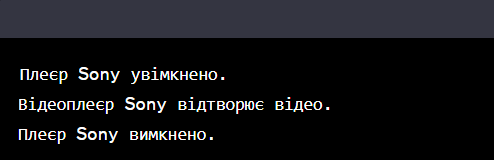 Плеєр Sony увімкнено.
Відеоплеєр Sony відтворює відео.
Плеєр Sony вимкнено.